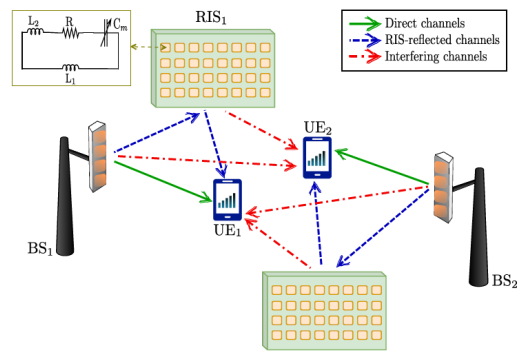 RIS₁
L₂ R Cₘ
L₁
Direct channels
RIS-reflected channels
Interfering channels
UE₂
BS₁
UE₁
BS₂